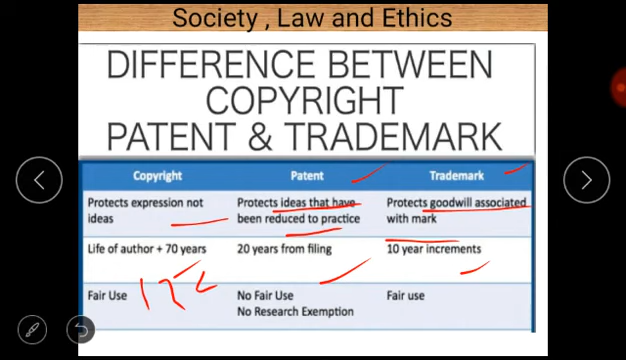 Society , Law and Ethics
DIFFERENCE BETWEEN
COPYRIGHT
PATENT & TRADEMARK
Copyright Patent Trademark
Protects expression not ideas
Protects ideas that have been reduced to practice
Protects goodwill associated with mark
Life of author + 70 years 20 years from filing 10 year increments
Fair Use
No Fair Use
No Research Exemption
Fair use